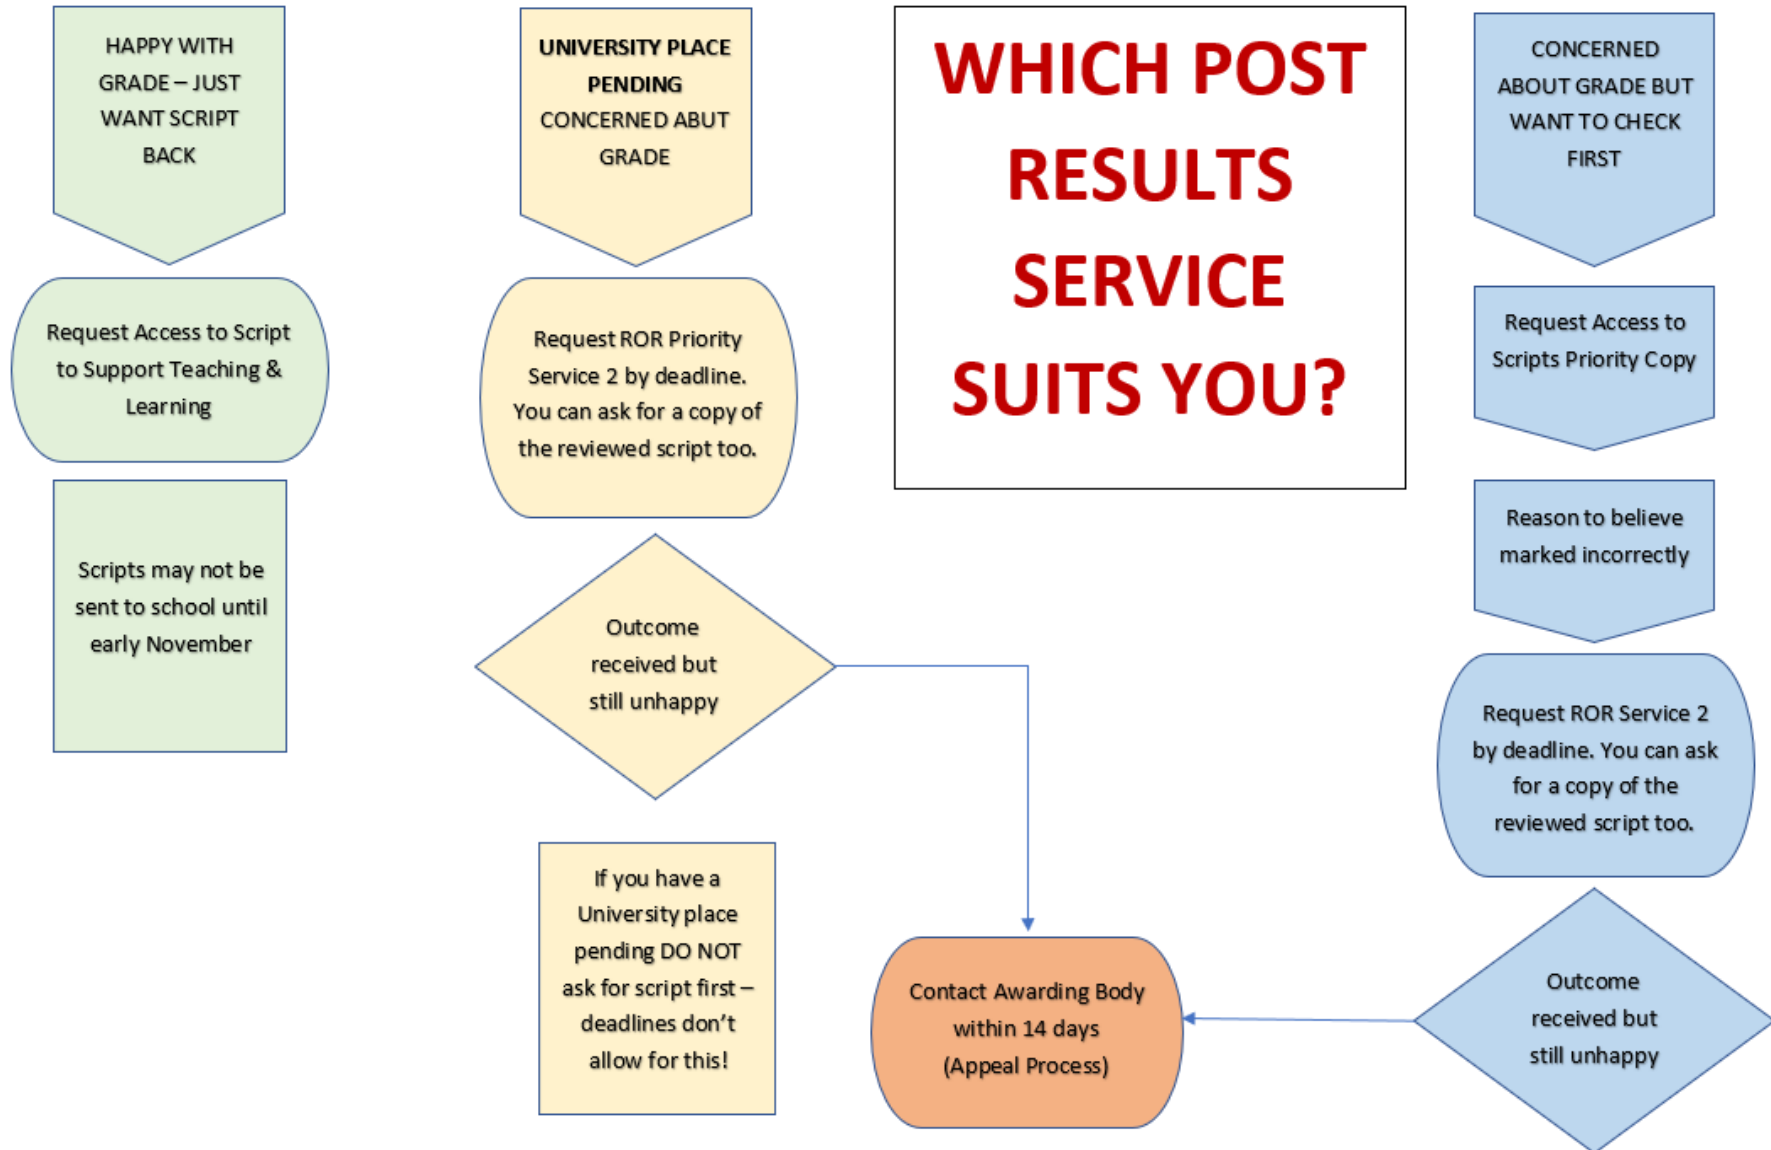 HAPPY WITH
GRADE – JUST
WANT SCRIPT
BACK
Request Access to Script
to Support Teaching &
Learning
Scripts may not be
sent to school until
early November
UNIVERSITY PLACE
PENDING
CONCERNED ABUT
GRADE
Request ROR Priority
Service 2 by deadline.
You can ask for a copy of
the reviewed script too.
Outcome
received but
still unhappy
If you have a
University place
pending DO NOT
ask for script first –
deadlines don't
allow for this!
WHICH POST
RESULTS
SERVICE
SUITS YOU?
Contact Awarding Body
within 14 days
(Appeal Process)
CONCERNED
ABOUT GRADE BUT
WANT TO CHECK
FIRST
Request Access to
Scripts Priority Copy
Reason to believe
marked incorrectly
Request ROR Service 2
by deadline. You can ask
for a copy of the
reviewed script too.
Outcome
received but
still unhappy